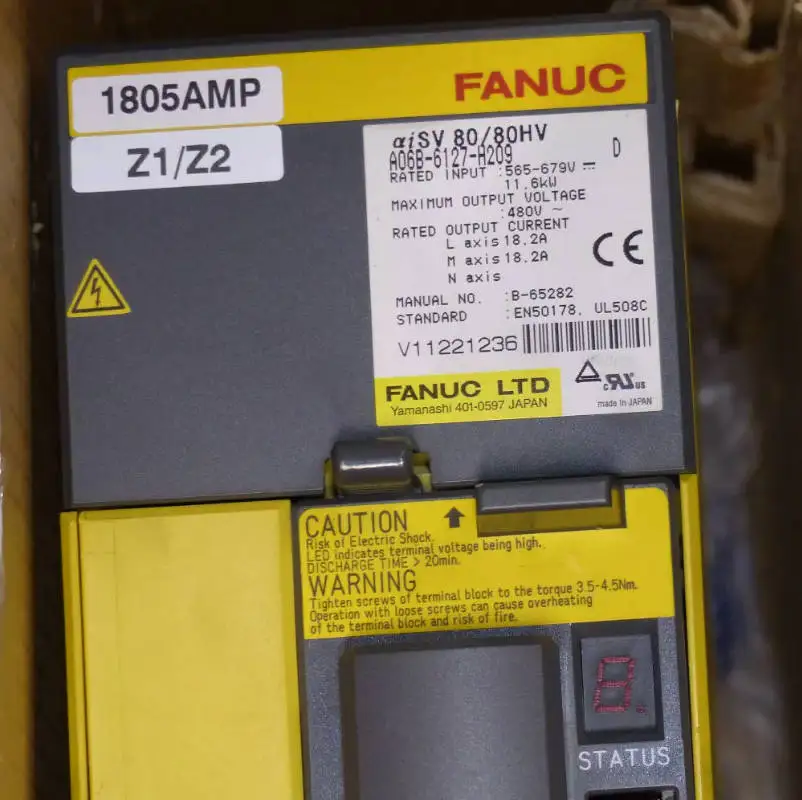 1805AMP
Z1/Z2
FANUC
αiSV 80/80HV
A06B-6127-H209 D
RATED INPUT :565-679V ⎓
11.6kW
MAXIMUM OUTPUT VOLTAGE
:480V ~
RATED OUTPUT CURRENT
L axis 18.2A
M axis 18.2A
N axis
CE
MANUAL NO. :B-65282
STANDARD :EN50178, UL508C
V11221236
FANUC LTD
Yamanashi 401-0597 JAPAN
c RU us
made in JAPAN
CAUTION
Risk of Electric Shock.
LED indicates terminal voltage being high.
DISCHARGE TIME > 20min.
WARNING
Tighten screws of terminal block to the torque 3.5-4.5Nm.
Operation with loose screws can cause overheating
of the terminal block and risk of fire.
8.
STATUS